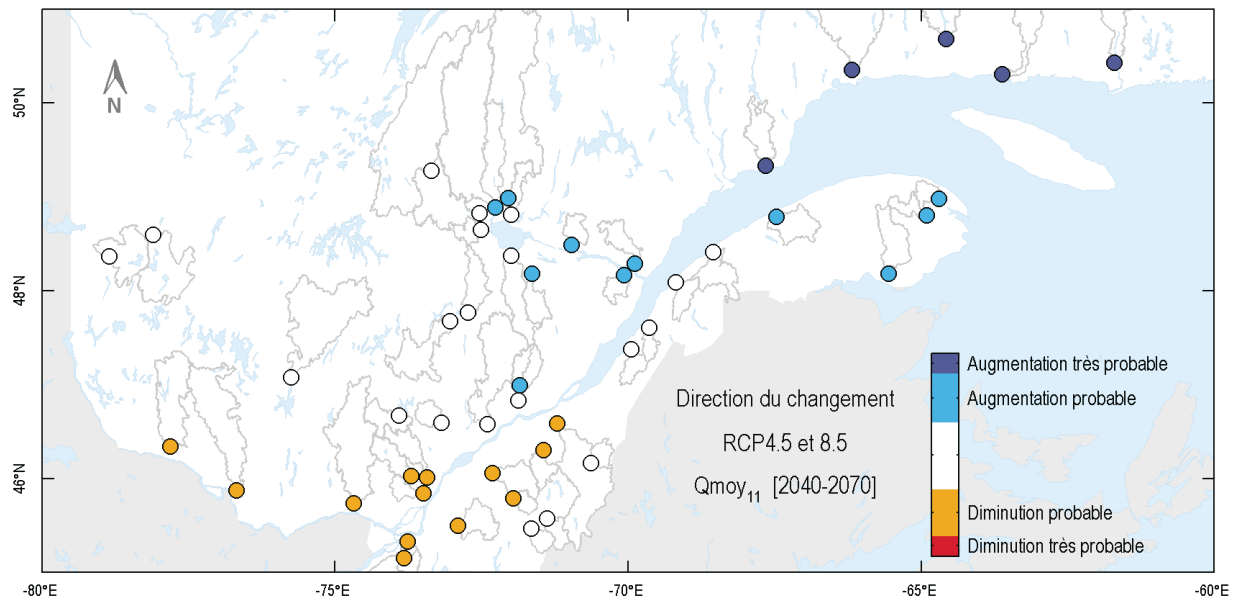 50°N
48°N
46°N
N
Augmentation très probable
Augmentation probable
Diminution probable
Diminution très probable
Direction du changement
RCP4.5 et 8.5
Qmoy₁₁ [2040-2070]
-80°E
-75°E
-70°E
-65°E
-60°E